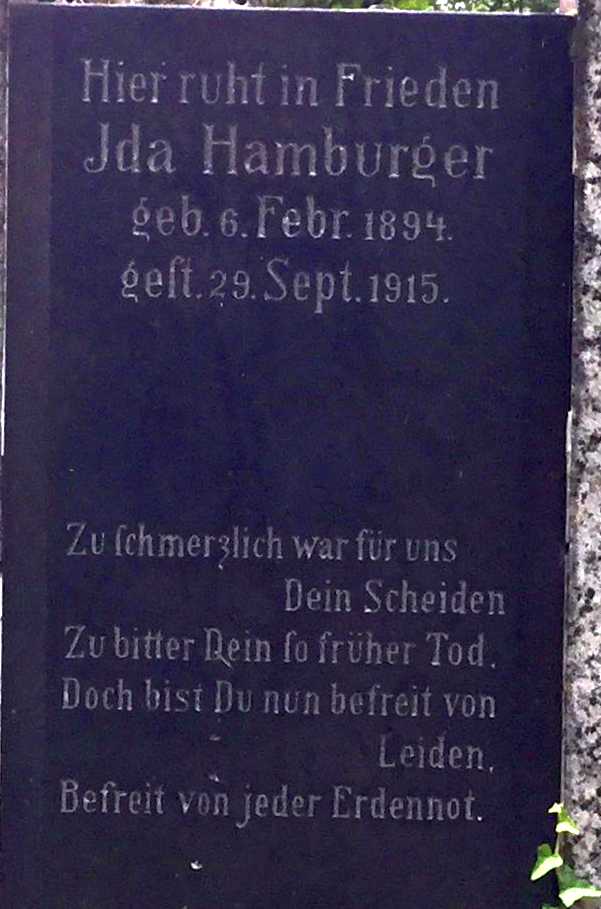 Hier ruht in Frieden
Jda Hamburger
geb. 6. Febr. 1894.
geſt. 29. Sept. 1915.
Zu ſchmerzlich war für uns
Dein Scheiden
Zu bitter Dein ſo früher Tod.
Doch bist Du nun befreit von
Leiden,
Befreit von jeder Erdennot.